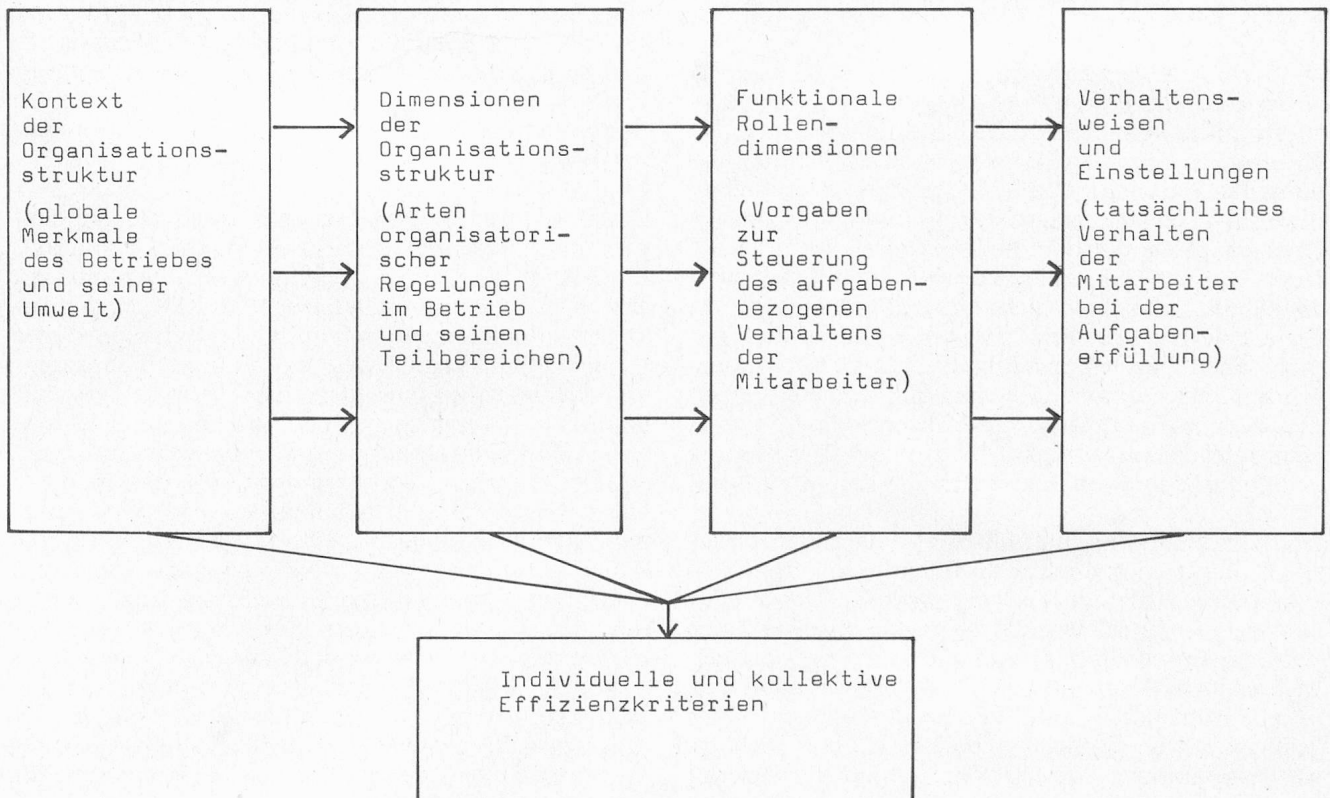 Kontext
der
Organisations-
struktur
(globale
Merkmale
des Betriebes
und seiner
Umwelt)
Dimensionen
der
Organisations-
struktur
(Arten
organisatori-
scher
Regelungen
im Betrieb
und seinen
Teilbereichen)
Funktionale
Rollen-
dimensionen
(Vorgaben
zur
Steuerung
des aufgaben-
bezogenen
Verhaltens
der
Mitarbeiter)
Verhaltens-
weisen
und
Einstellungen
(tatsächliches
Verhalten
der
Mitarbeiter
bei der
Aufgaben-
erfüllung)
Individuelle und kollektive
Effizienzkriterien